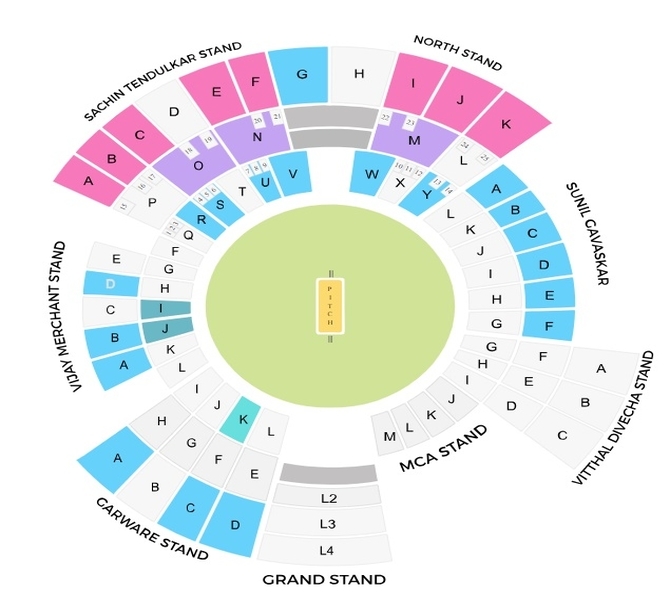 SACHIN TENDULKAR STAND
NORTH STAND
A
B
C
D
E
F
G
H
I
J
K
15
P
16
17
O
18
19
N
20
21
22
23
M
L
24
25
1
2
3
Q
R
4
5
6
S
T
7
8
9
U
V
W
X
10
11
12
Y
13
14
SUNIL GAVASKAR
A
B
C
D
E
F
L
K
J
I
H
G
PITCH
VIJAY MERCHANT STAND
E
D
C
B
A
F
G
H
I
J
K
L
VITTHAL DIVECHA STAND
A
B
C
F
E
D
G
H
I
J
K
L
M
MCA STAND
I
J
K
L
H
G
F
E
A
B
C
D
GARWARE STAND
L2
L3
L4
GRAND STAND